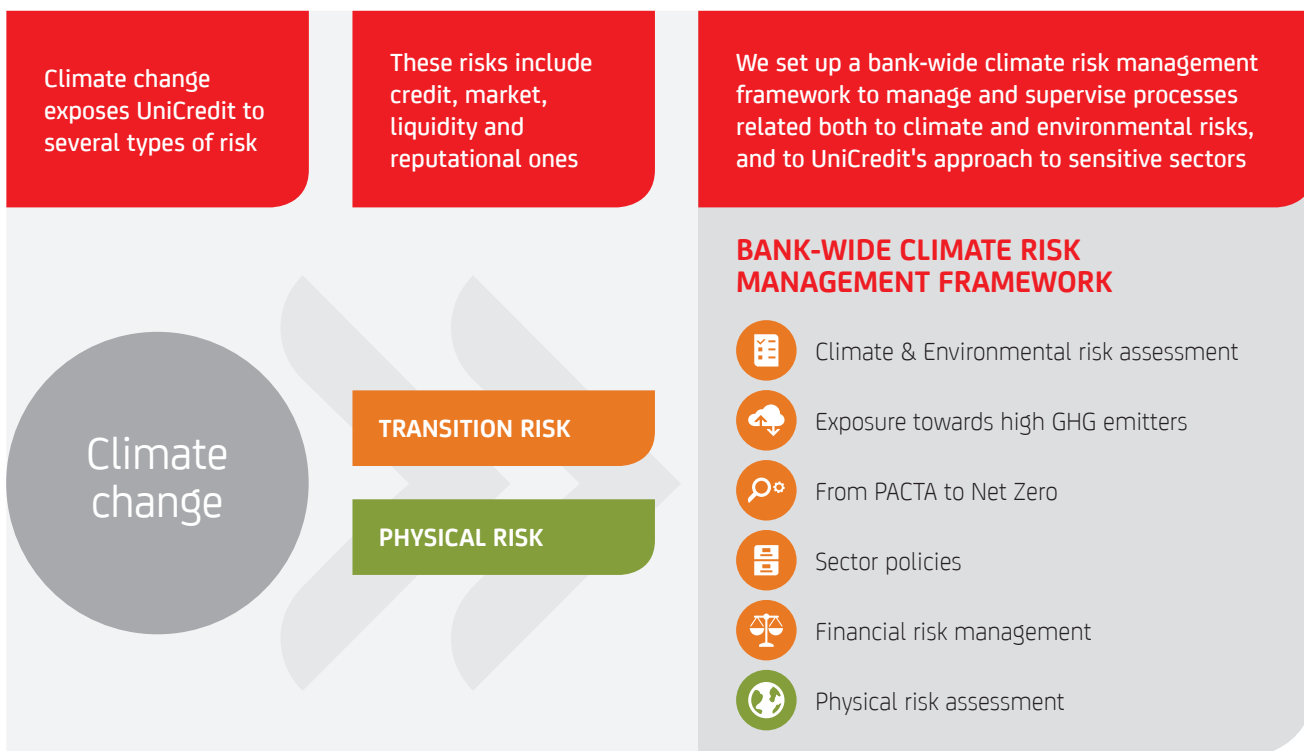 Climate change
exposes UniCredit to
several types of risk
These risks include
credit, market,
liquidity and
reputational ones
We set up a bank-wide climate risk management
framework to manage and supervise processes
related both to climate and environmental risks,
and to UniCredit's approach to sensitive sectors
Climate
change
TRANSITION RISK
PHYSICAL RISK
BANK-WIDE CLIMATE RISK
MANAGEMENT FRAMEWORK
Climate & Environmental risk assessment
Exposure towards high GHG emitters
From PACTA to Net Zero
Sector policies
Financial risk management
Physical risk assessment